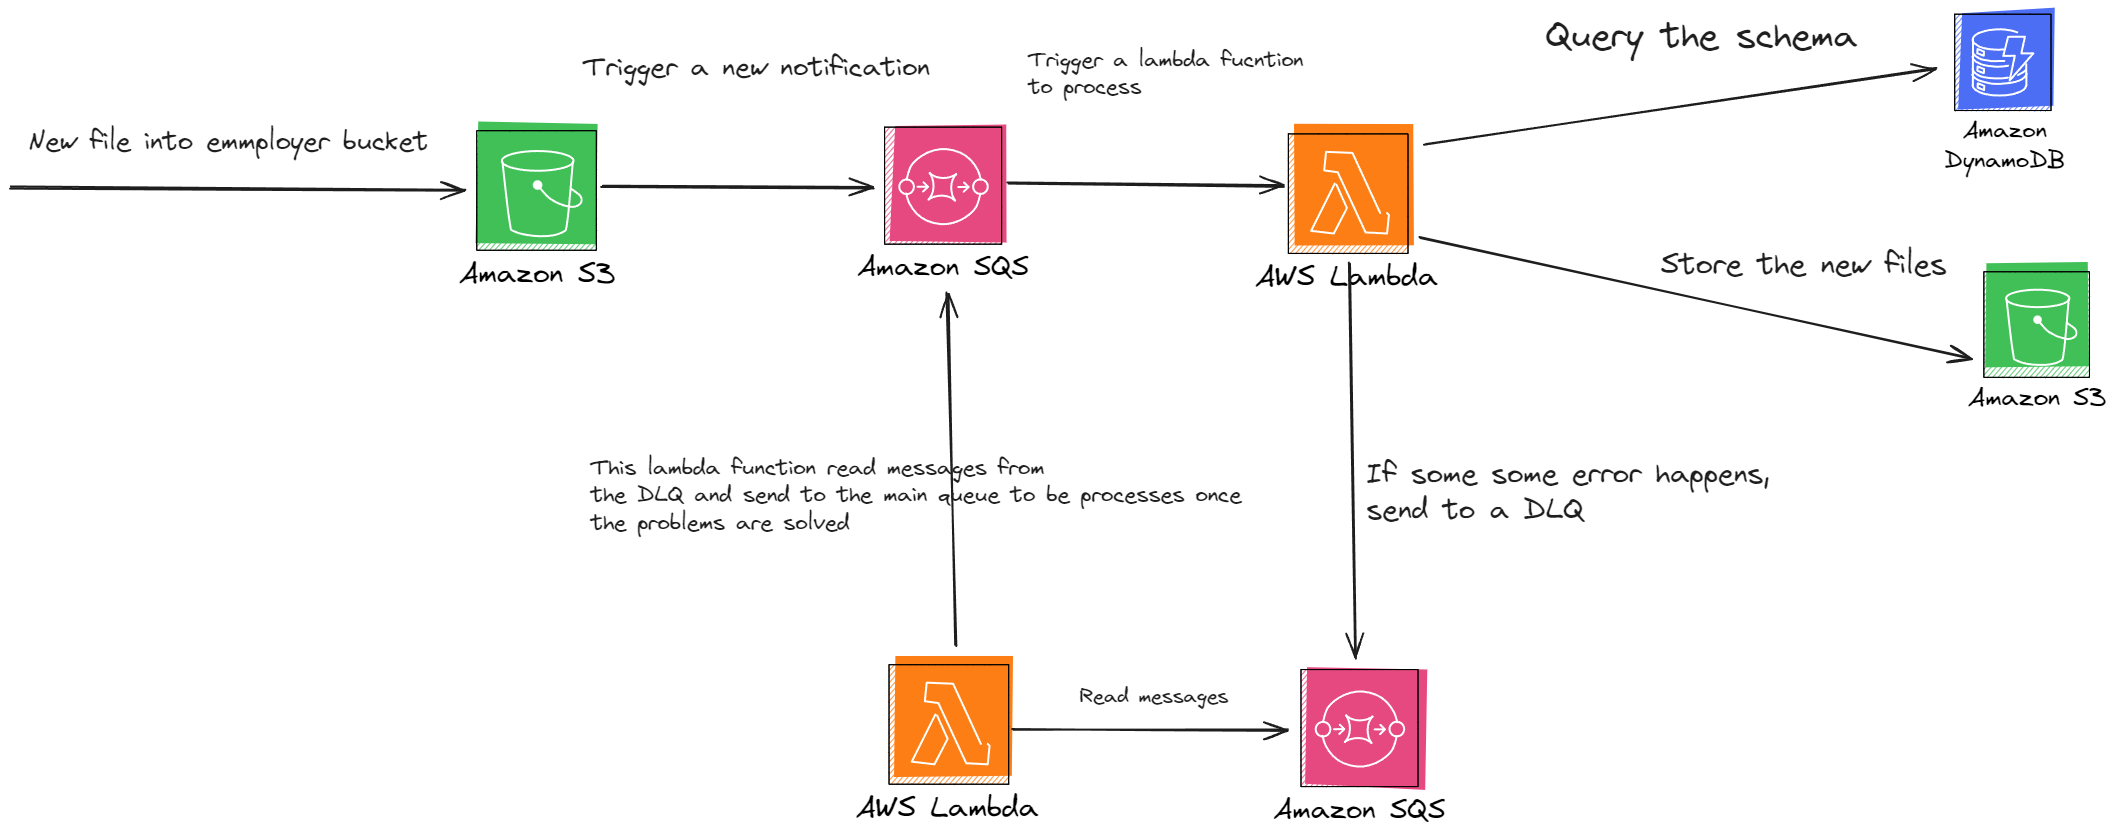 New file into emmployer bucket
Amazon S3
Trigger a new notification
Amazon SQS
Trigger a lambda fucntion
to process
AWS Lambda
Query the schema
Amazon
DynamoDB
Store the new files
Amazon S3
This lambda function read messages from
the DLQ and send to the main queue to be processes once
the problems are solved
If some some error happens,
send to a DLQ
AWS Lambda
Read messages
Amazon SQS